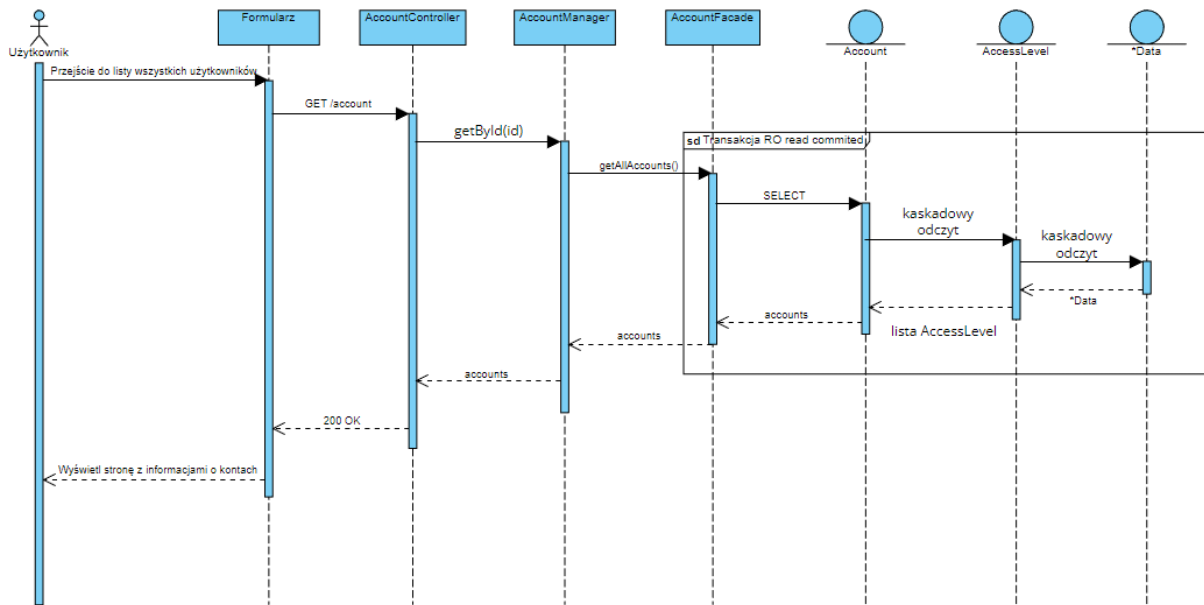 Użytkownik
Formularz
AccountController
AccountManager
AccountFacade
Account
AccessLevel
*Data
Przejście do listy wszystkich użytkowników
GET /account
getById(id)
sd Transakcja RO read commited
getAllAccounts()
SELECT
kaskadowy
odczyt
kaskadowy
odczyt
*Data
lista AccessLevel
accounts
accounts
accounts
200 OK
Wyświetl stronę z informacjami o kontach